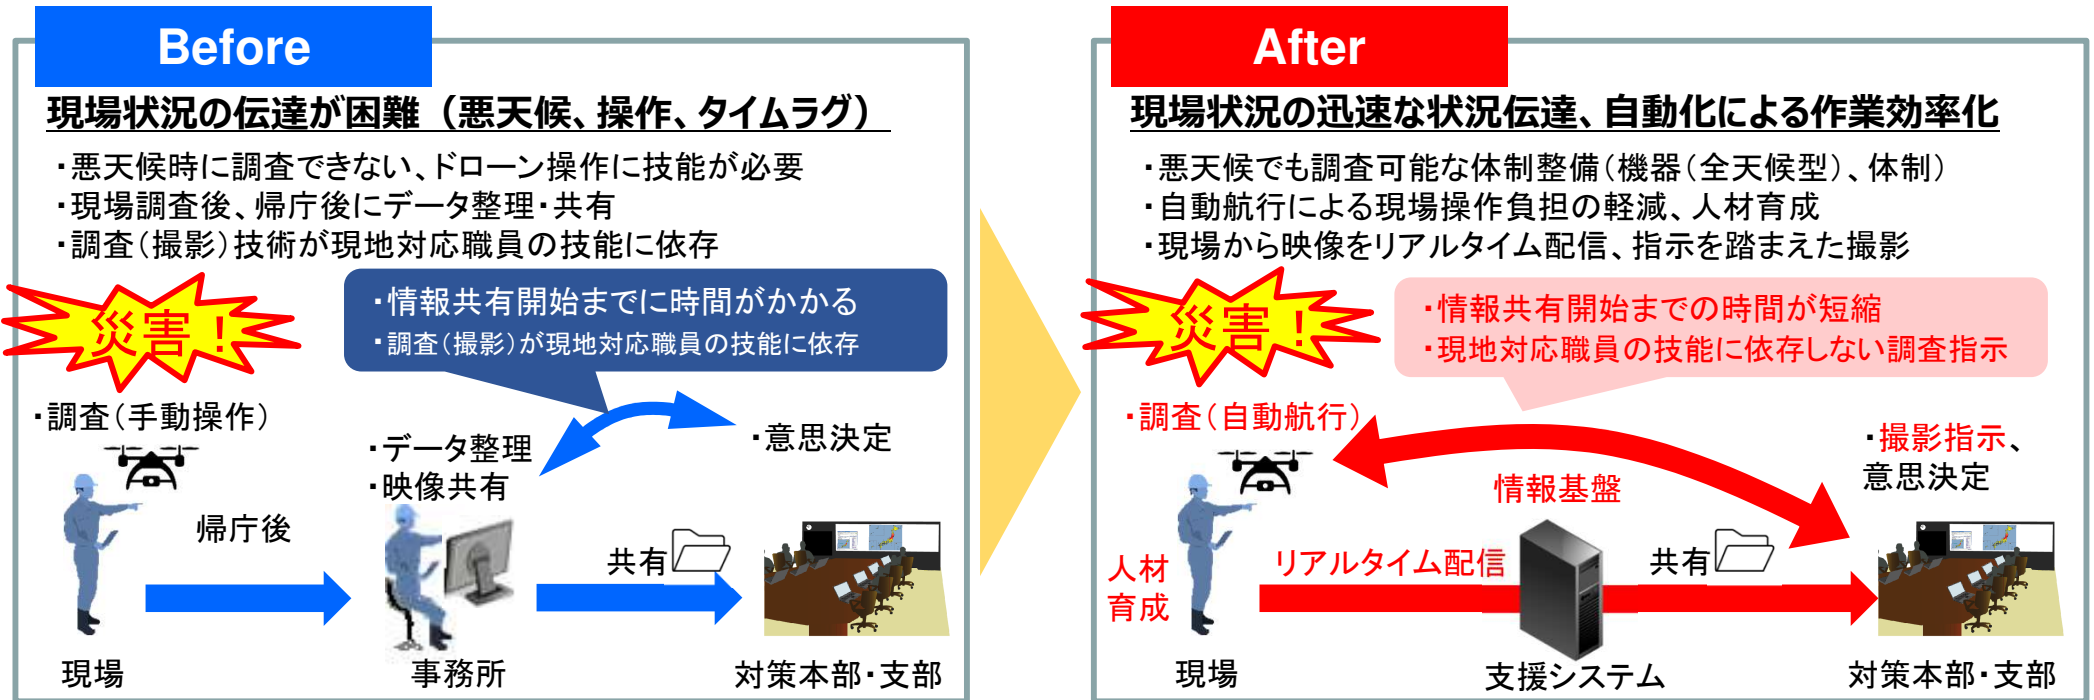 Before
現場状況の伝達が困難（悪天候、操作、タイムラグ）
・悪天候時に調査できない、ドローン操作に技能が必要
・現場調査後、帰庁後にデータ整理・共有
・調査（撮影）技術が現地対応職員の技能に依存
災害！
・情報共有開始までに時間がかかる
・調査（撮影）が現地対応職員の技能に依存
・調査（手動操作）
・データ整理
・映像共有
・意思決定
帰庁後
共有
現場
事務所
対策本部・支部
After
現場状況の迅速な状況伝達、自動化による作業効率化
・悪天候でも調査可能な体制整備（機器（全天候型）、体制）
・自動航行による現場操作負担の軽減、人材育成
・現場から映像をリアルタイム配信、指示を踏まえた撮影
災害！
・情報共有開始までの時間が短縮
・現地対応職員の技能に依存しない調査指示
・調査（自動航行）
・撮影指示、
意思決定
情報基盤
人材
育成
リアルタイム配信
共有
現場
支援システム
対策本部・支部